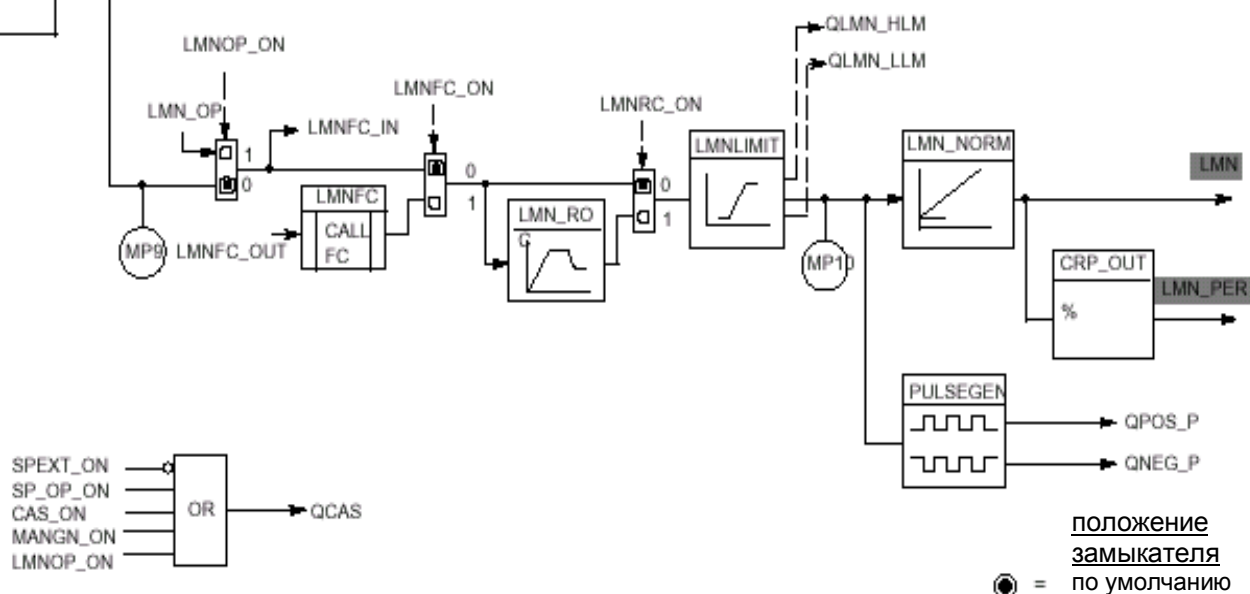 QLMN_HLM
LMNOP_ON
QLMN_LLM
LMNFC_ON
LMNRC_ON
LMN_OP
LMNFC_IN
1
0
0
1
0
1
LMNLIMIT
LMN_NORM
LMN
LMNFC
CALL
FC
LMN_RO
C
MP9
LMNFC_OUT
MP10
CRP_OUT
%
LMN_PER
PULSEGEN
QPOS_P
QNEG_P
SPEXT_ON
SP_OP_ON
CAS_ON
MANGN_ON
LMNOP_ON
OR
QCAS
положение
замыкателя
= по умолчанию